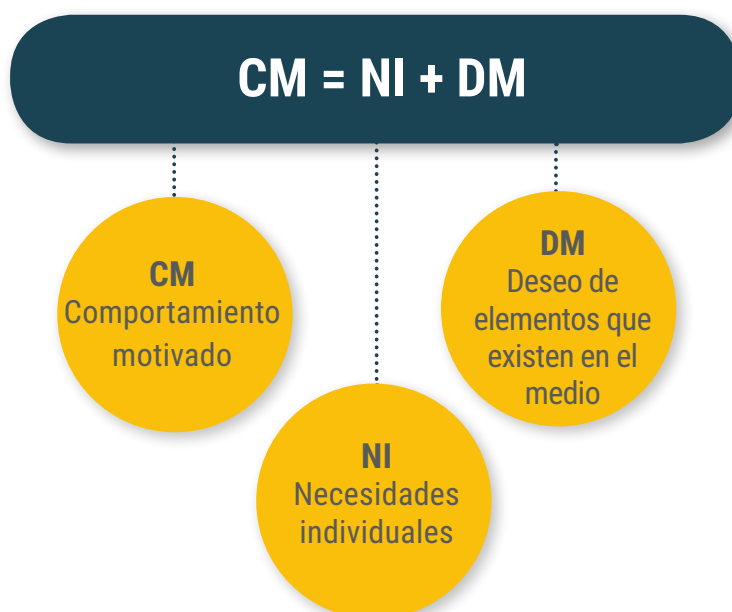 CM = NI + DM
CM
Comportamiento
motivado
NI
Necesidades
individuales
DM
Deseo de
elementos que
existen en el
medio